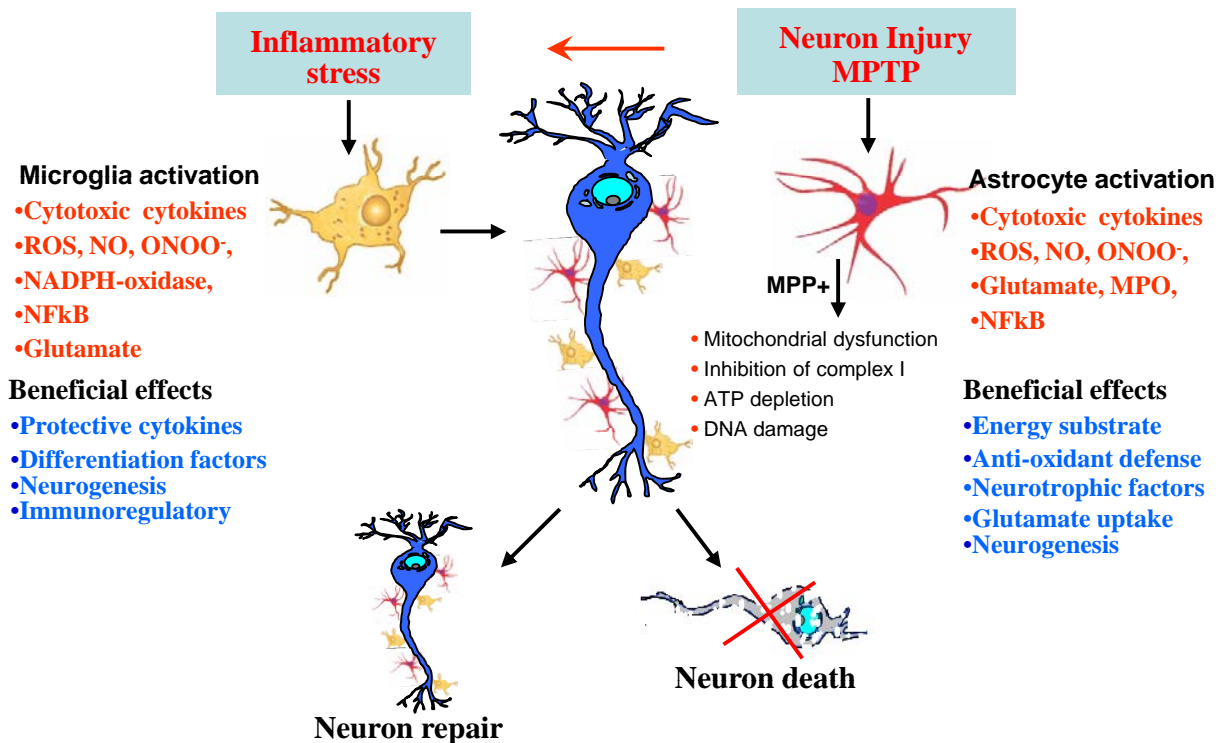 Inflammatory
stress
Neuron Injury
MPTP
Microglia activation
•Cytotoxic cytokines
•ROS, NO, ONOO-,
•NADPH-oxidase,
•NFkB
•Glutamate
Beneficial effects
•Protective cytokines
•Differentiation factors
•Neurogenesis
•Immunoregulatory
MPP+
• Mitochondrial dysfunction
• Inhibition of complex I
• ATP depletion
• DNA damage
Astrocyte activation
•Cytotoxic cytokines
•ROS, NO, ONOO-,
•Glutamate, MPO,
•NFkB
Beneficial effects
•Energy substrate
•Anti-oxidant defense
•Neurotrophic factors
•Glutamate uptake
•Neurogenesis
Neuron repair
Neuron death